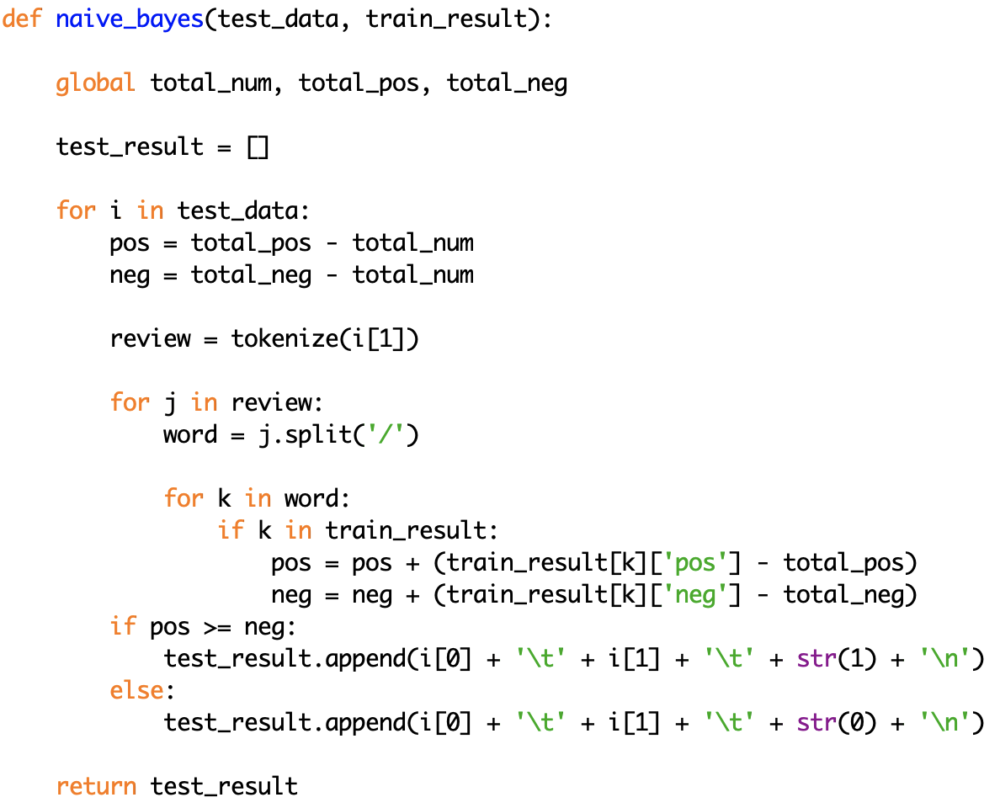 def naive_bayes(test_data, train_result):

    global total_num, total_pos, total_neg

    test_result = []

    for i in test_data:
        pos = total_pos - total_num
        neg = total_neg - total_num

        review = tokenize(i[1])

        for j in review:
            word = j.split('/')

            for k in word:
                if k in train_result:
                    pos = pos + (train_result[k]['pos'] - total_pos)
                    neg = neg + (train_result[k]['neg'] - total_neg)
        if pos >= neg:
            test_result.append(i[0] + '\t' + i[1] + '\t' + str(1) + '\n')
        else:
            test_result.append(i[0] + '\t' + i[1] + '\t' + str(0) + '\n')

    return test_result